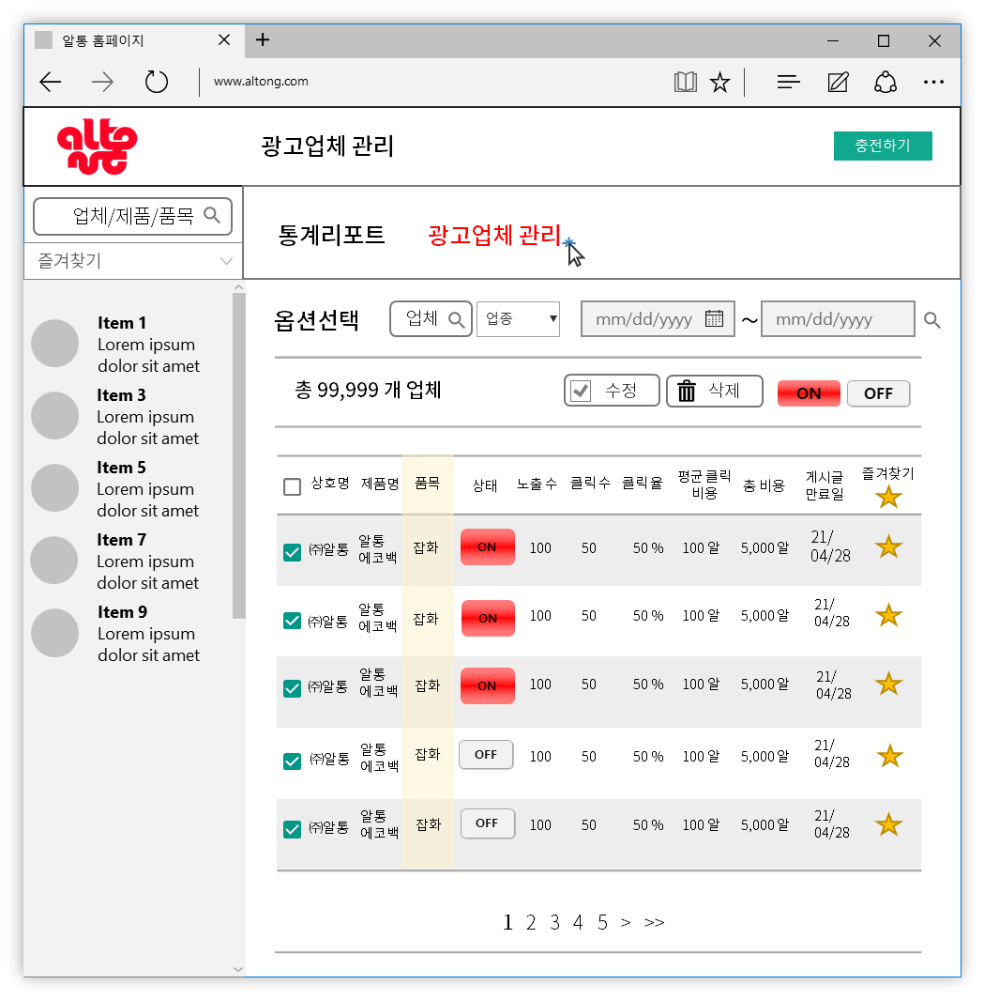 알통 홈페이지
www.altong.com
alto
광고업체 관리
충전하기
업체/제품/품목
즐겨찾기
통계리포트 광고업체 관리
Item 1
Lorem ipsum
dolor sit amet
Item 3
Lorem ipsum
dolor sit amet
Item 5
Lorem ipsum
dolor sit amet
Item 7
Lorem ipsum
dolor sit amet
Item 9
Lorem ipsum
dolor sit amet
옵션선택 업체 업종 mm/dd/yyyy ~ mm/dd/yyyy
총 99,999 개 업체 수정 삭제 ON OFF
상호명 제품명 품목 상태 노출 수 클릭 수 클릭 율 평균 클릭 비용 총 비용 게시글 만료일 즐겨찾기
㈜알통 알통 에코백 잡화 ON 100 50 50 % 100 알 5,000 알 21/ 04/28
㈜알통 알통 에코백 잡화 ON 100 50 50 % 100 알 5,000 알 21/ 04/28
㈜알통 알통 에코백 잡화 ON 100 50 50 % 100 알 5,000 알 21/ 04/28
㈜알통 알통 에코백 잡화 OFF 100 50 50 % 100 알 5,000 알 21/ 04/28
㈜알통 알통 에코백 잡화 OFF 100 50 50 % 100 알 5,000 알 21/ 04/28
1 2 3 4 5 > >>